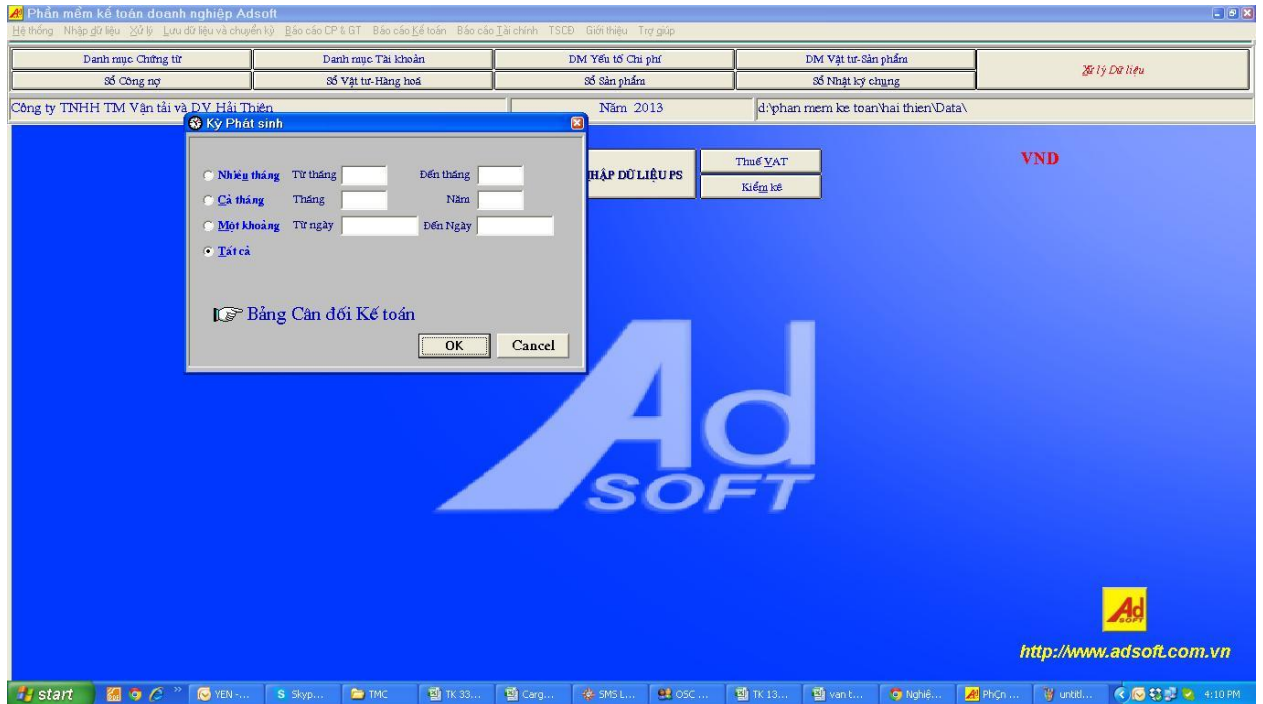 Phần mềm kế toán doanh nghiệp Adsoft
Hệ thống Nhập dữ liệu Xử lý Lưu dữ liệu và chuyển kỳ Báo cáo CP & GT Báo cáo Kế toán Báo cáo Tài chính TSCĐ Giới thiệu Trợ giúp
Danh mục Chứng từ Danh mục Tài khoản DM Yếu tố Chi phí DM Vật tư-Sản phẩm Xử lý Dữ liệu
Sổ Công nợ Sổ Vật tư-Hàng hoá Sổ Sản phẩm Sổ Nhật ký chung
Công ty TNHH TM Vận tải và DV Hải Thiên Năm 2013 d:\phan mem ke toan\hai thien\Data\
Kỳ Phát sinh
VND
Nhiều tháng Từ tháng Đến tháng
HẬP DỮ LIỆU PS
Thuế VAT
Kiểm kê
Cả tháng Tháng Năm
Một khoảng Từ ngày Đến Ngày
Tất cả
Bảng Cân đối Kế toán
OK Cancel
Ad
SOFT
Ad
SOFT
http://www.adsoft.com.vn
start YEN -... Skyp... TMC TK 33... Carg... SMS L... OSC ... TK 13... van t... Nghiệ... PhÇn ... untitl... 4:10 PM